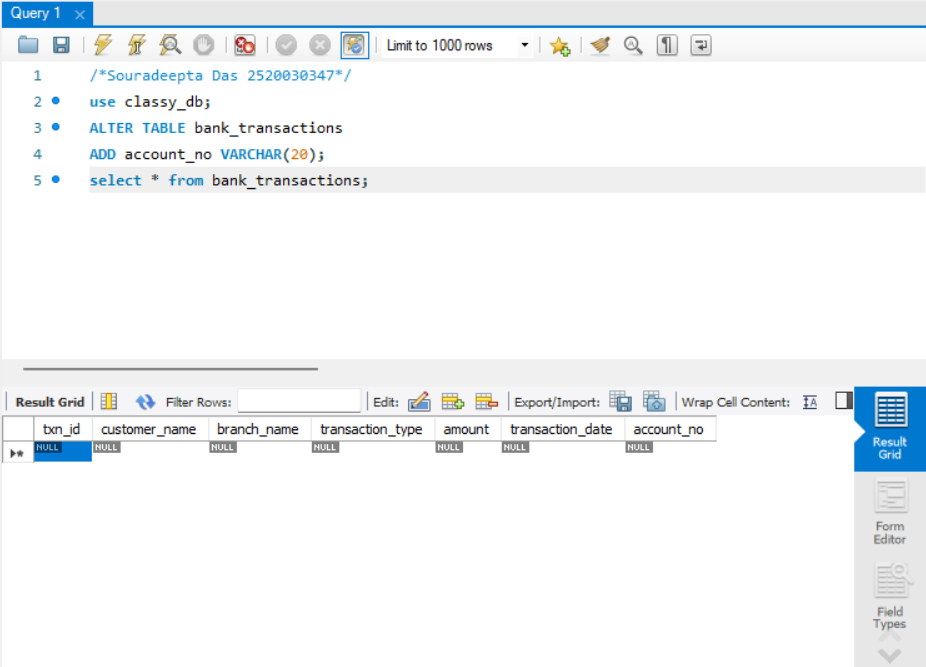 Query 1
Limit to 1000 rows
1 /*Souradeepta Das 2520030347*/
2 use classy_db;
3 ALTER TABLE bank_transactions
4 ADD account_no VARCHAR(20);
5 select * from bank_transactions;
Result Grid Filter Rows: Edit: Export/Import: Wrap Cell Content:
txn_id customer_name branch_name transaction_type amount transaction_date account_no
NULL NULL NULL NULL NULL NULL NULL
Result
Grid
Form
Editor
Field
Types